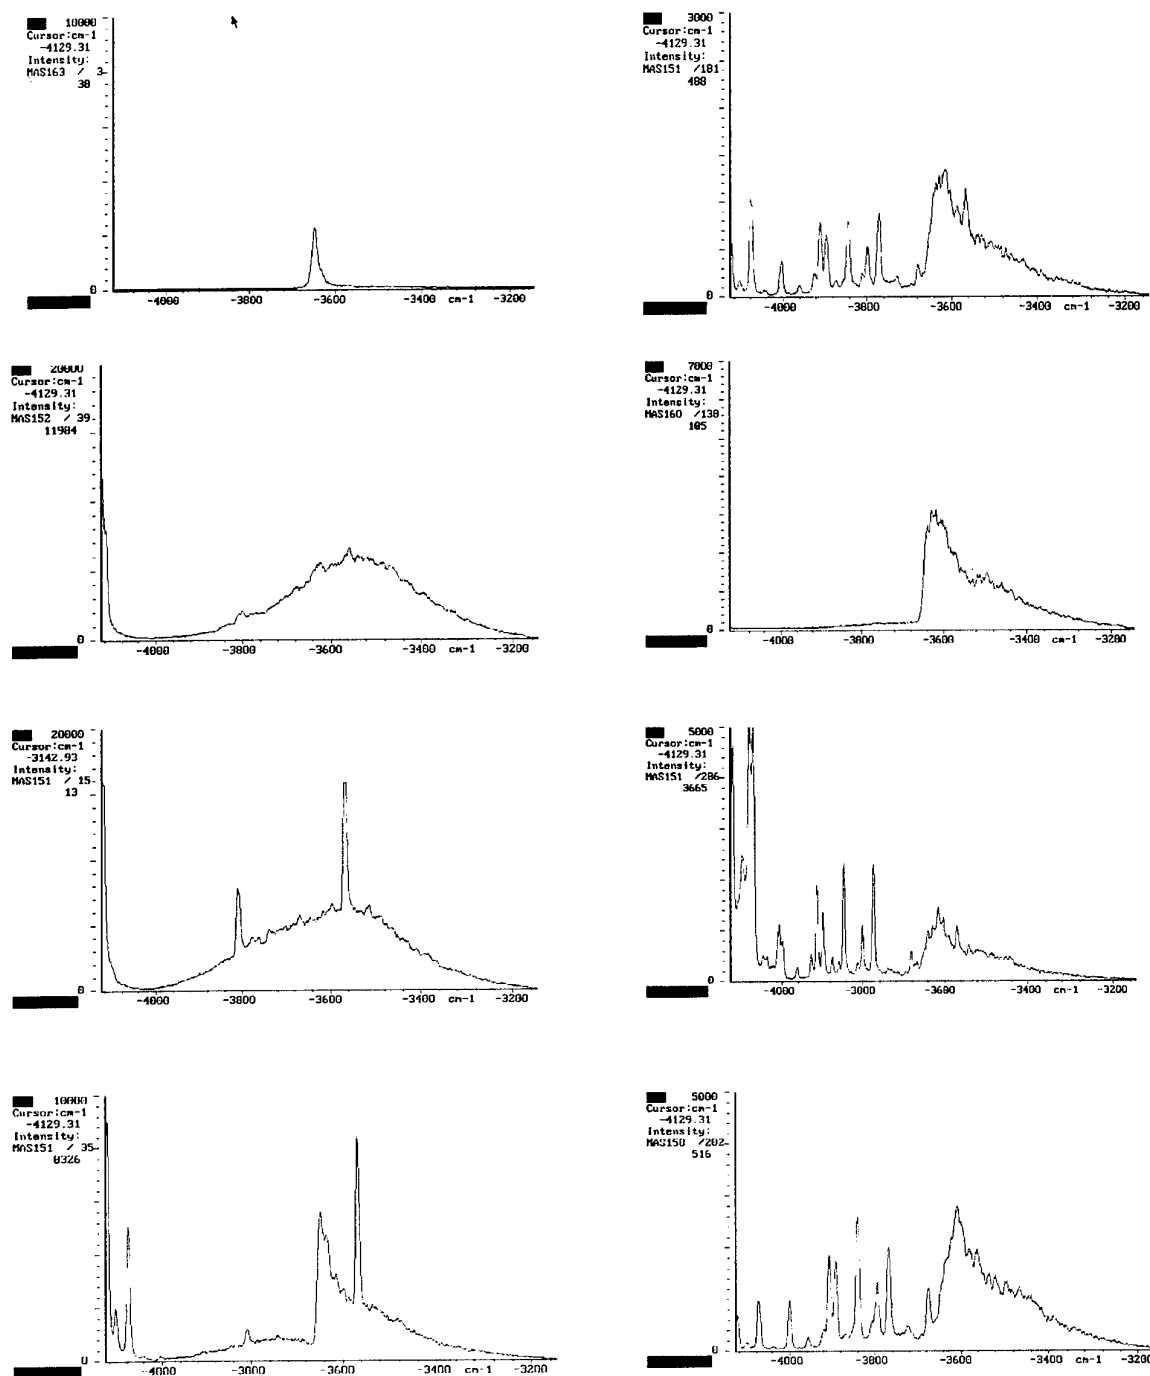 10000
Cursor:cm-1
-4129.31
Intensity:
MAS163 / 3
30
0
-4000 -3800 -3600 -3400 cm-1 -3200
3000
Cursor:cm-1
-4129.31
Intensity:
MAS151 /181
488
0
-4000 -3800 -3600 -3400 cm-1 -3200
20000
Cursor:cm-1
-4129.31
Intensity:
MAS152 / 39
11984
0
-4000 -3800 -3600 -3400 cm-1 -3200
7000
Cursor:cm-1
-4129.31
Intensity:
MAS160 /130
105
0
-4000 -3800 -3600 -3400 cm-1 -3200
20000
Cursor:cm-1
-3142.93
Intensity:
MAS151 / 15
13
0
-4000 -3800 -3600 -3400 cm-1 -3200
5000
Cursor:cm-1
-4129.31
Intensity:
MAS151 /206
3665
0
-4000 -3800 -3600 -3400 cm-1 -3200
10000
Cursor:cm-1
-4129.31
Intensity:
MAS151 / 35
8326
0
-4000 -3800 -3600 -3400 cm-1 -3200
5000
Cursor:cm-1
-4129.31
Intensity:
MAS150 /202
516
0
-4000 -3800 -3600 -3400 cm-1 -3200